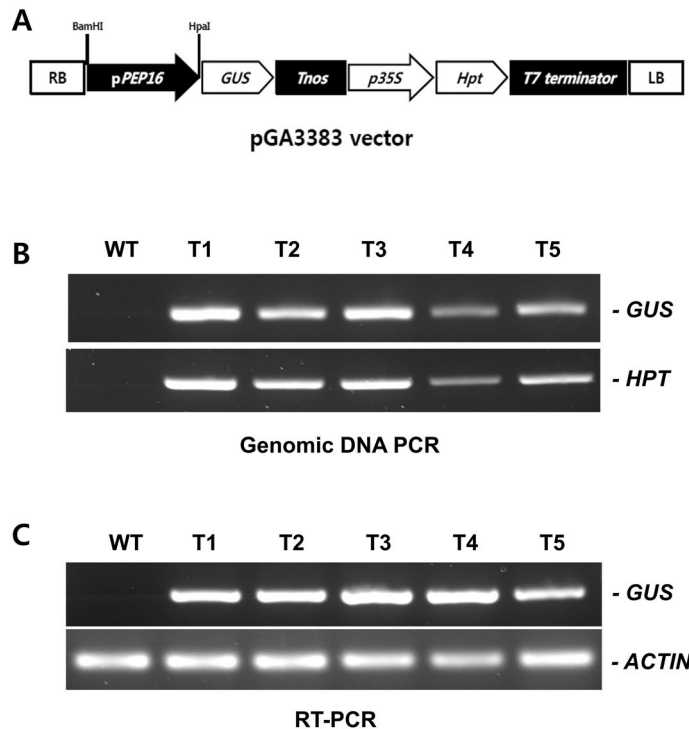 A
BamHI HpaI
RB pPEP16 GUS Tnos p35S Hpt T7 terminator LB
pGA3383 vector
B
WT T1 T2 T3 T4 T5
- GUS
- HPT
Genomic DNA PCR
C
WT T1 T2 T3 T4 T5
- GUS
- ACTIN
RT-PCR